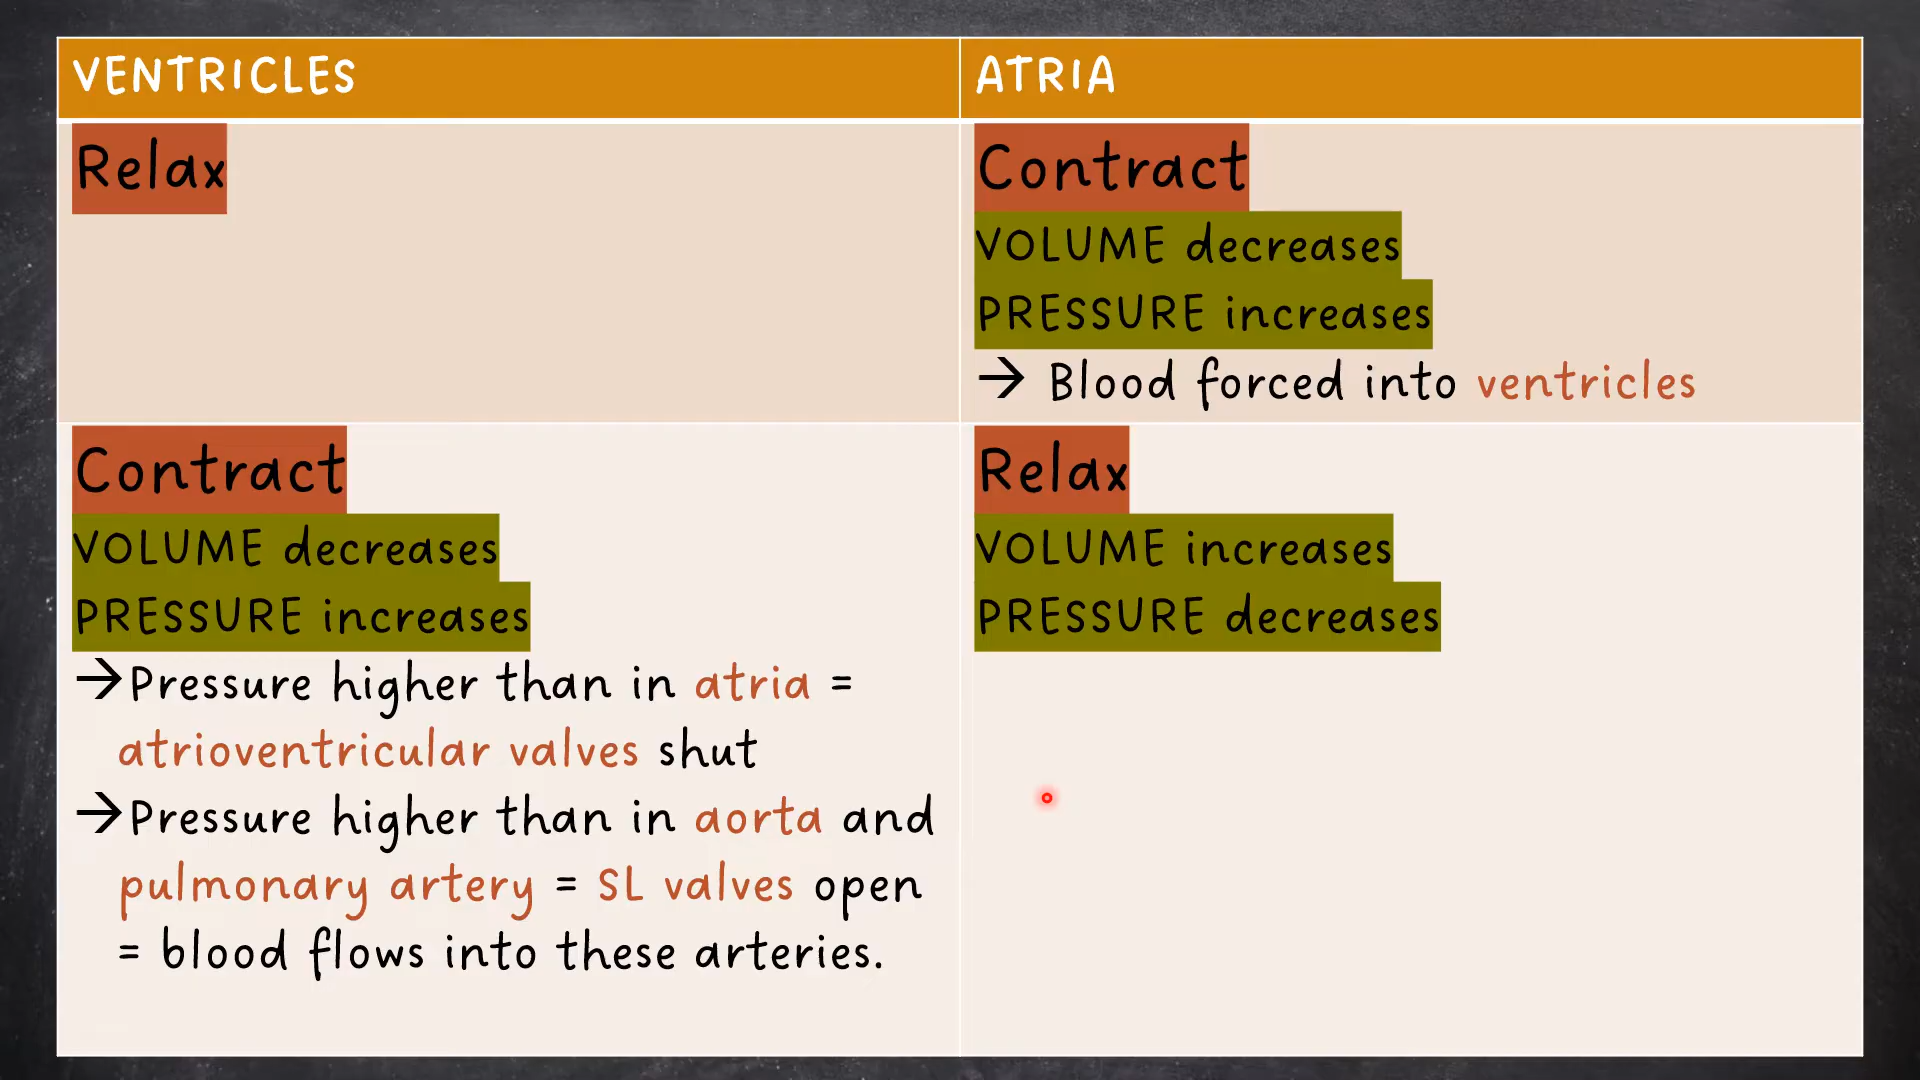 VENTRICLES
ATRIA
Relax
Contract
VOLUME decreases
PRESSURE increases
→ Blood forced into ventricles
Contract
VOLUME decreases
PRESSURE increases
→Pressure higher than in atria =
atrioventricular valves shut
→Pressure higher than in aorta and
pulmonary artery = SL valves open
= blood flows into these arteries.
Relax
VOLUME increases
PRESSURE decreases